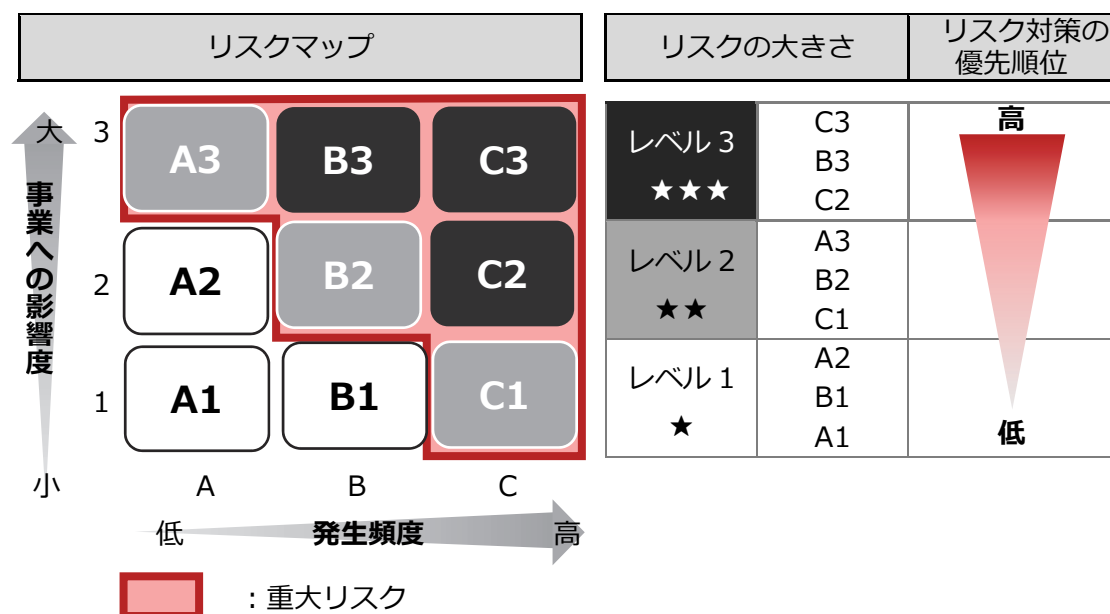 リスクマップ
リスクの大きさ
リスク対策の
優先順位
大
事業への影響度
小
3
2
1
A3
B3
C3
A2
B2
C2
A1
B1
C1
A
B
C
低
発生頻度
高
:重大リスク
レベル 3
★★★
C3
B3
C2
レベル 2
★★
A3
B2
C1
レベル 1
★
A2
B1
A1
高
低